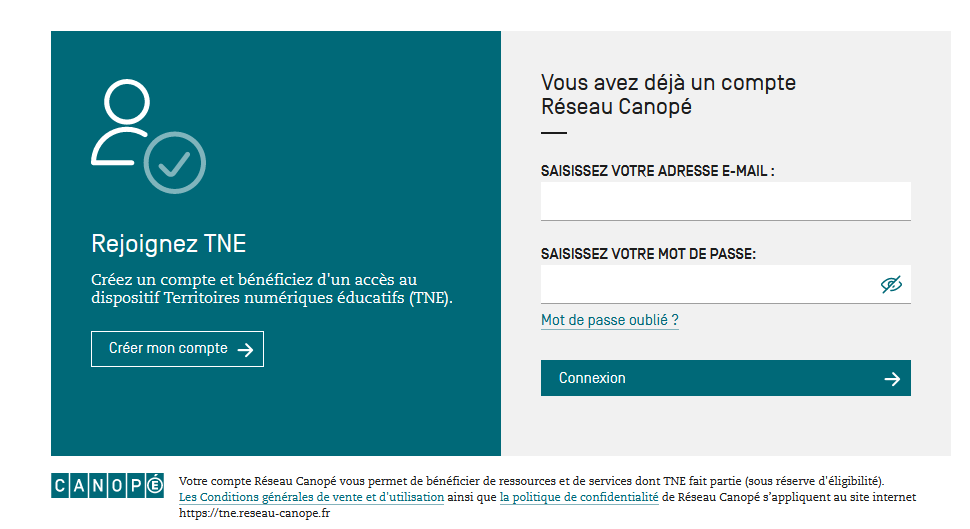 Rejoignez TNE
Créez un compte et bénéficiez d'un accès au
dispositif Territoires numériques éducatifs (TNE).
Créer mon compte
Vous avez déjà un compte
Réseau Canopé
SAISISSEZ VOTRE ADRESSE E-MAIL :
SAISISSEZ VOTRE MOT DE PASSE:
Mot de passe oublié ?
Connexion
CANOPÉ
Votre compte Réseau Canopé vous permet de bénéficier de ressources et de services dont TNE fait partie (sous réserve d'éligibilité).
Les Conditions générales de vente et d'utilisation ainsi que la politique de confidentialité de Réseau Canopé s'appliquent au site internet
https://tne.reseau-canope.fr